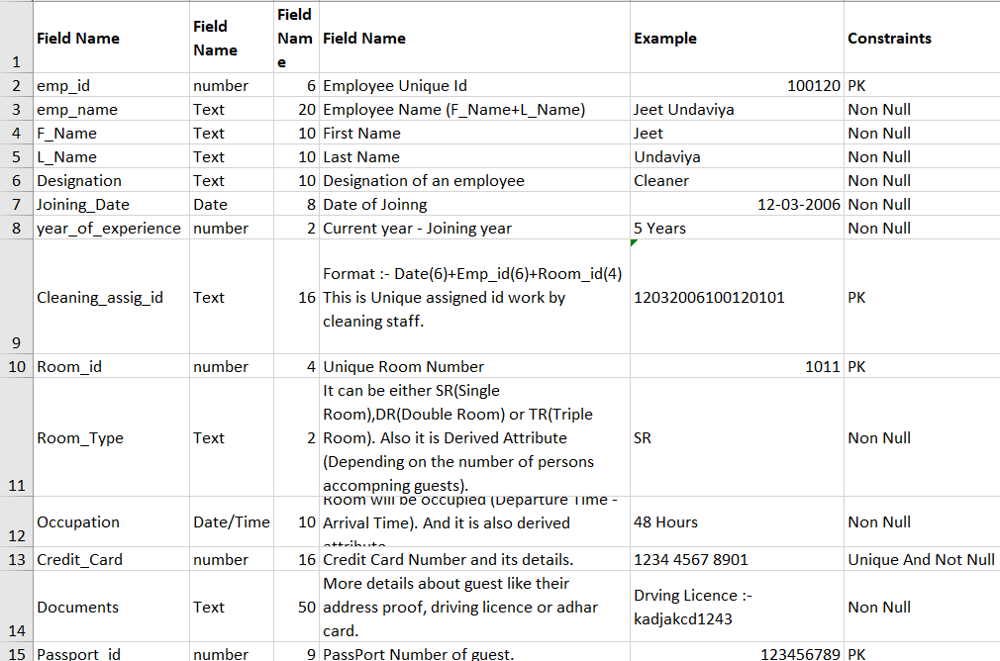 Field Name Field Name Field Name Field Name Example Constraints
1
2 emp_id number 6 Employee Unique Id 100120 PK
3 emp_name Text 20 Employee Name (F_Name+L_Name) Jeet Undaviya Non Null
4 F_Name Text 10 First Name Jeet Non Null
5 L_Name Text 10 Last Name Undaviya Non Null
6 Designation Text 10 Designation of an employee Cleaner Non Null
7 Joining_Date Date 8 Date of Joinng 12-03-2006 Non Null
8 year_of_experience number 2 Current year - Joining year 5 Years Non Null
Format :- Date(6)+Emp_id(6)+Room_id(4)
Cleaning_assig_id Text 16 This is Unique assigned id work by 12032006100120101 PK
cleaning staff.
9
10 Room_id number 4 Unique Room Number 1011 PK
It can be either SR(Single
Room),DR(Double Room) or TR(Triple
Room_Type Text 2 Room). Also it is Derived Attribute SR Non Null
(Depending on the number of persons
11 accompning guests).
Room will be occupied (Departure Time -
12 Occupation Date/Time 10 Arrival Time). And it is also derived 48 Hours Non Null
attribute
13 Credit_Card number 16 Credit Card Number and its details. 1234 4567 8901 Unique And Not Null
More details about guest like their
Documents Text 50 address proof, driving licence or adhar Drving Licence :- kadjakcd1243 Non Null
14 card.
15 Passport_id number 9 PassPort Number of guest. 123456789 PK